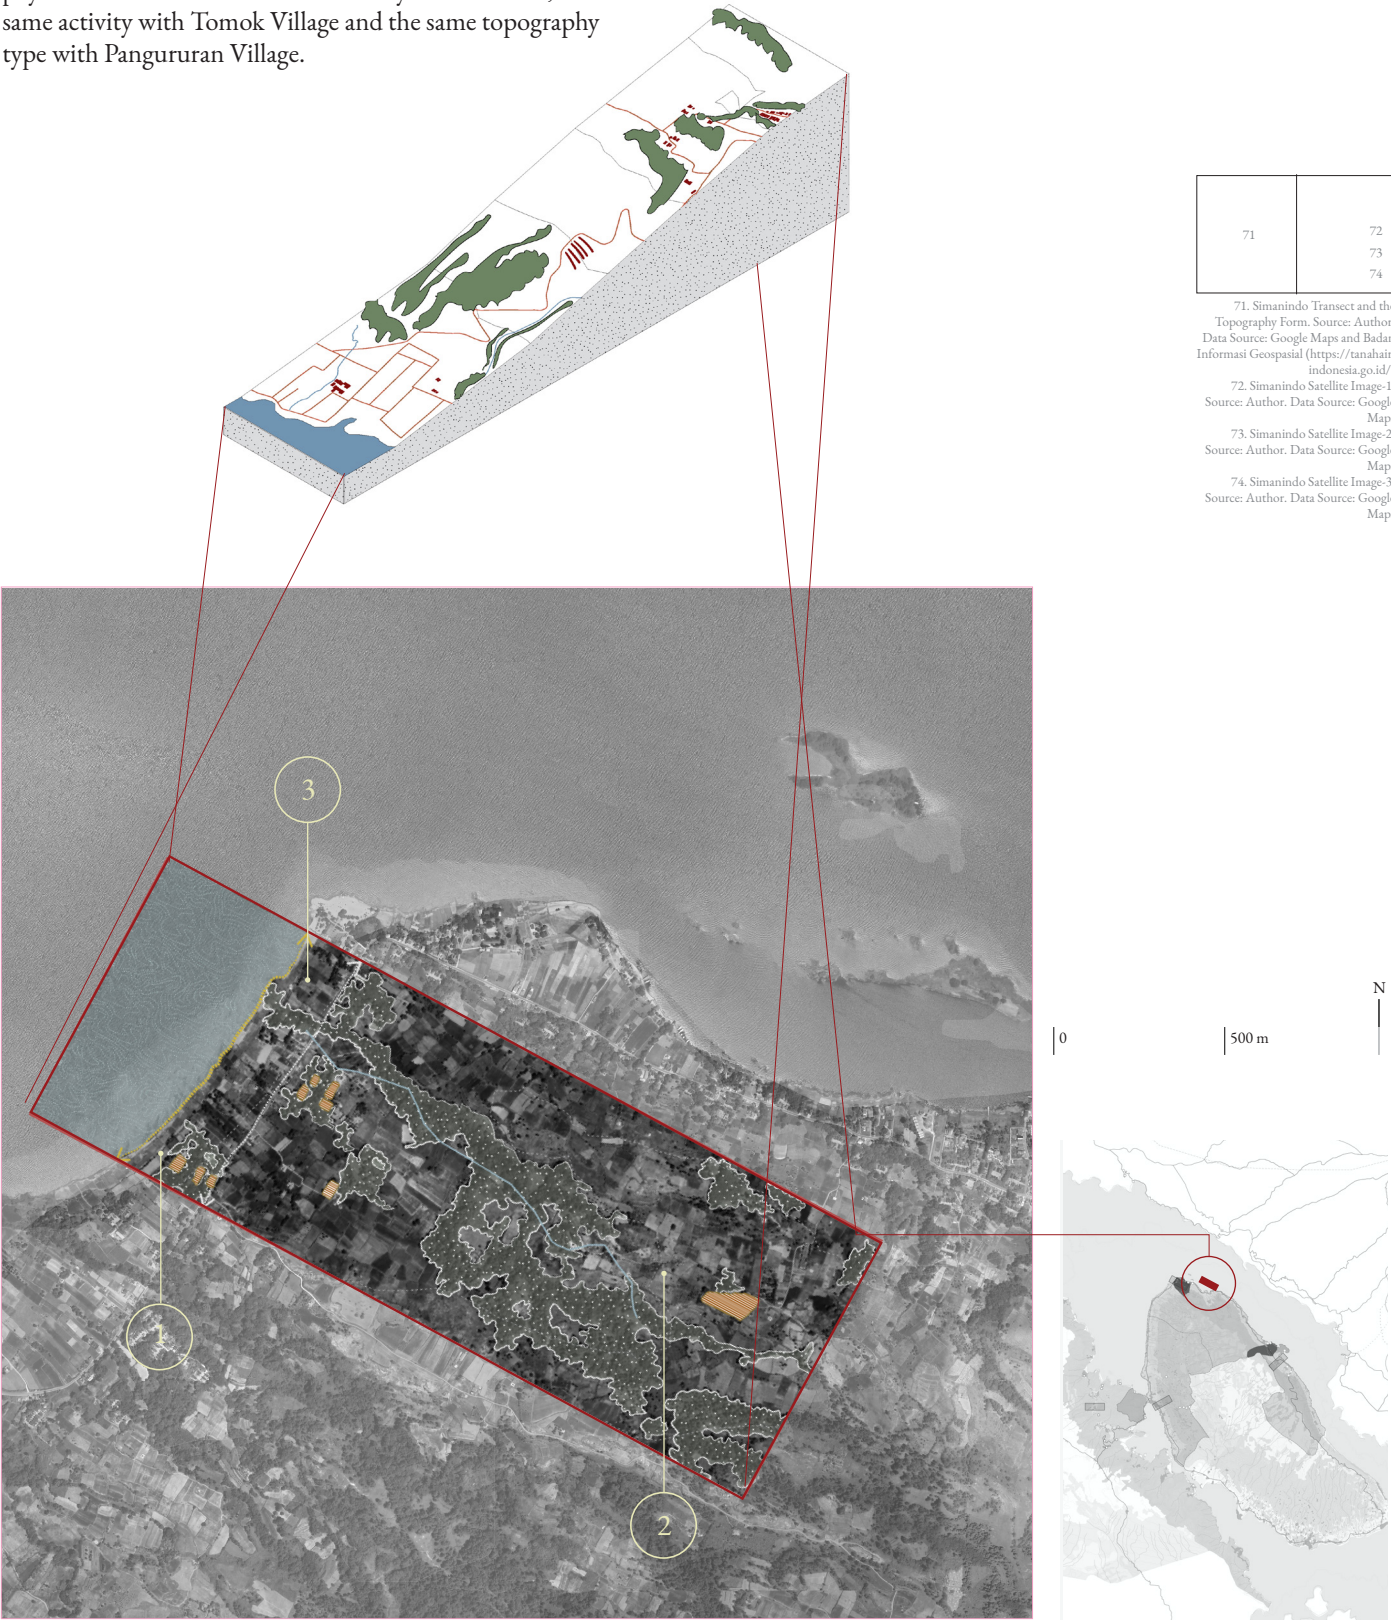 same activity with Tomok Village and the same topography
type with Pangururan Village.
71
72
73
74
71. Simanindo Transect and the
Topography Form. Source: Author.
Data Source: Google Maps and Badan
Informasi Geospasial (https://tanahair.
indonesia.go.id/
72. Simanindo Satellite Image-1
Source: Author. Data Source: Google
Map
73. Simanindo Satellite Image-2
Source: Author. Data Source: Google
Map
74. Simanindo Satellite Image-3
Source: Author. Data Source: Google
Map
3
N
0
500 m
1
2